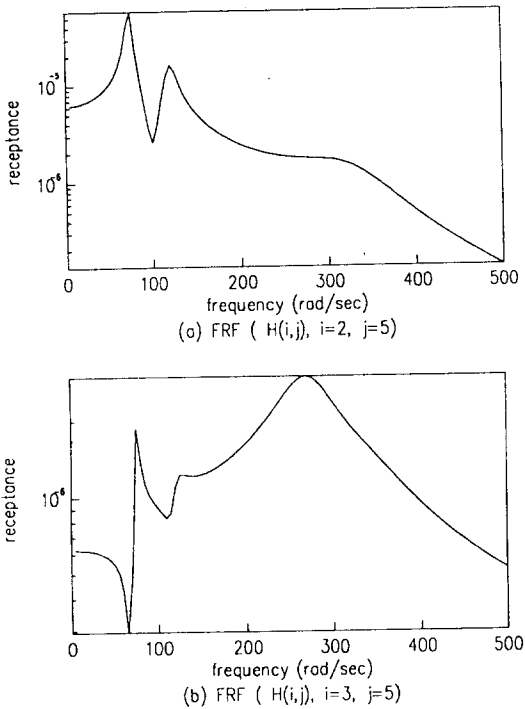 10⁻⁵
receptance
10⁻⁶
0 100 200 300 400 500
frequency (rad/sec)
(a) FRF ( H(i,j), i=2, j=5)
receptance
10⁻⁶
0 100 200 300 400 500
frequency (rad/sec)
(b) FRF ( H(i,j), i=3, j=5)